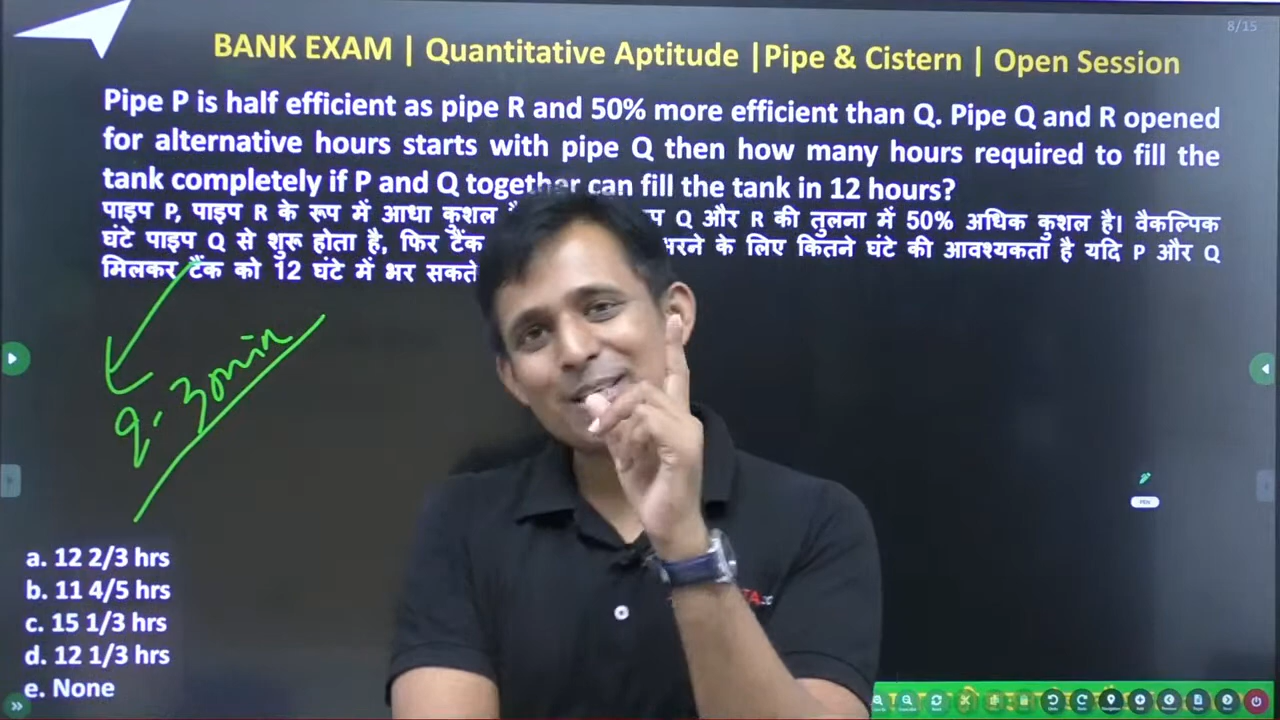 8/15
BANK EXAM | Quantitative Aptitude |Pipe & Cistern | Open Session
Pipe P is half efficient as pipe R and 50% more efficient than Q. Pipe Q and R opened
for alternative hours starts with pipe Q then how many hours required to fill the
tank completely if P and Q together can fill the tank in 12 hours?
पाइप P, पाइप R के रूप में आधा कुशल Q और R की तुलना में 50% अधिक कुशल है। वैकल्पिक
घंटे पाइप Q से शुरू होता है, फिर टैंक भरने के लिए कितने घंटे की आवश्यकता है यदि P और Q
मिलकर टैंक को 12 घंटे में भर सकते
30min
a. 12 2/3 hrs
b. 11 4/5 hrs
c. 15 1/3 hrs
d. 12 1/3 hrs
e. None
PEN